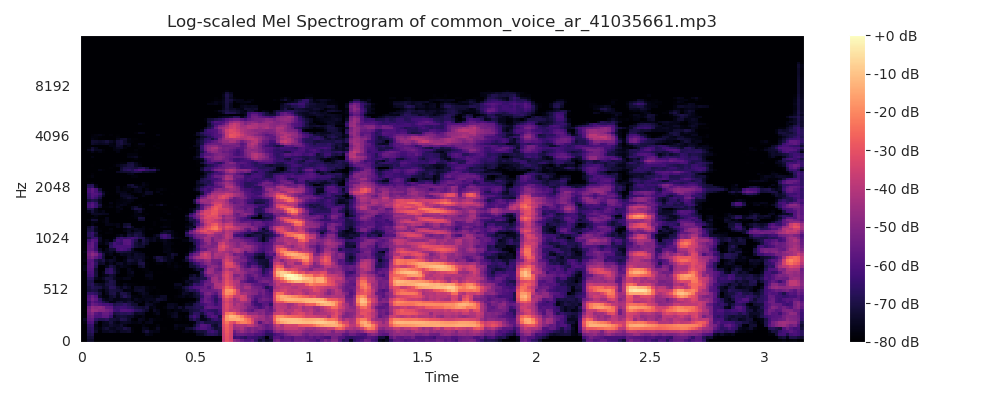 Log-scaled Mel Spectrogram of common_voice_ar_41035661.mp3
+0 dB
8192
-10 dB
4096
-20 dB
-30 dB
2048
Hz
-40 dB
1024
-50 dB
-60 dB
512
-70 dB
0
-80 dB
0 0.5 1 1.5 2 2.5 3
Time